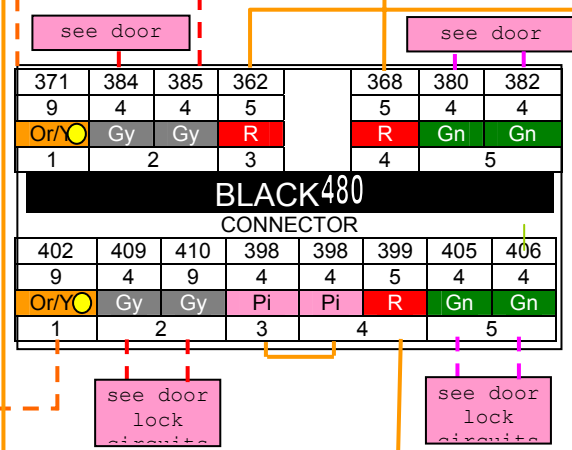 see door see door
371 384 385 362 368 380 382
9 4 4 5 5 4 4
Or/Y Gy Gy R R Gn Gn
1 2 3 4 5
BLACK480
CONNECTOR
402 409 410 398 398 399 405 406
9 4 9 4 4 5 4 4
Or/Y Gy Gy Pi Pi R Gn Gn
1 2 3 4 5
see door see door
lock lock
circuits circuits